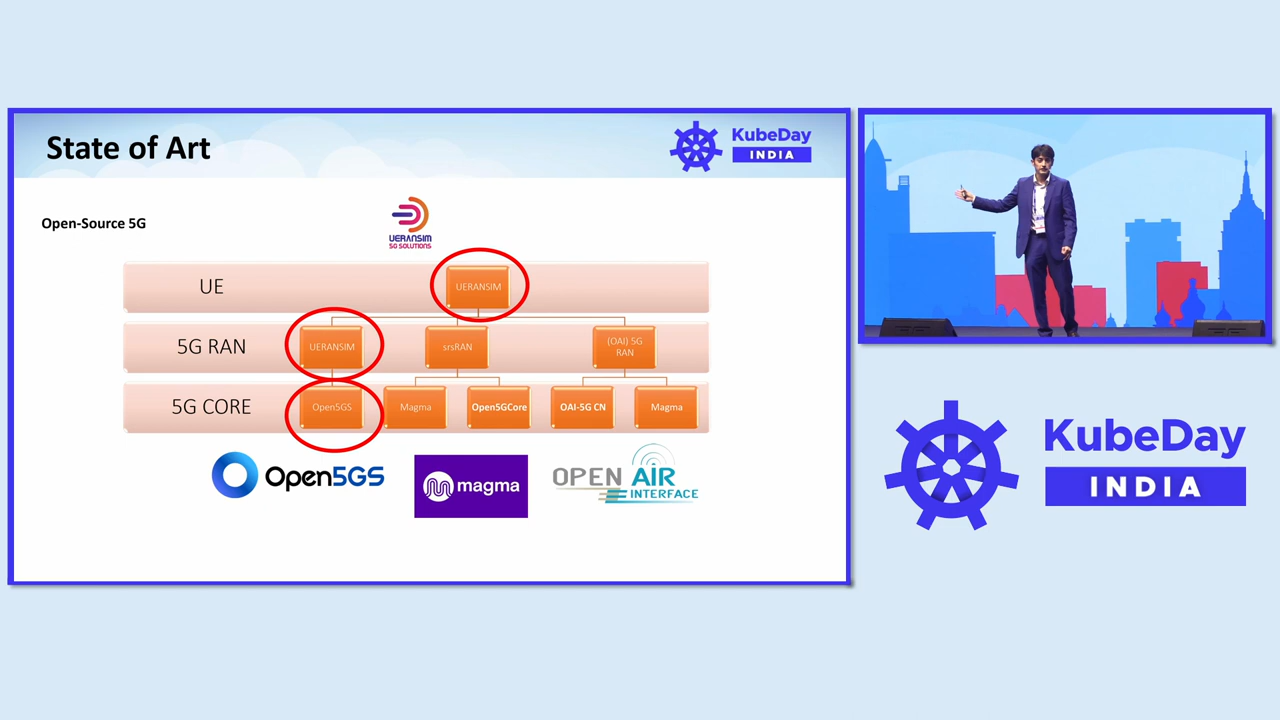 State of Art
KubeDay
INDIA
Open-Source 5G
UERANSIM
5G SOLUTIONS
UE
UERANSIM
5G RAN
UERANSIM
srsRAN
(OAI) 5G
RAN
5G CORE
Open5GS
Magma
Open5GCore
OAI-5G CN
Magma
Open5GS
magma
OPEN AIR
INTERFACE
KubeDay
INDIA